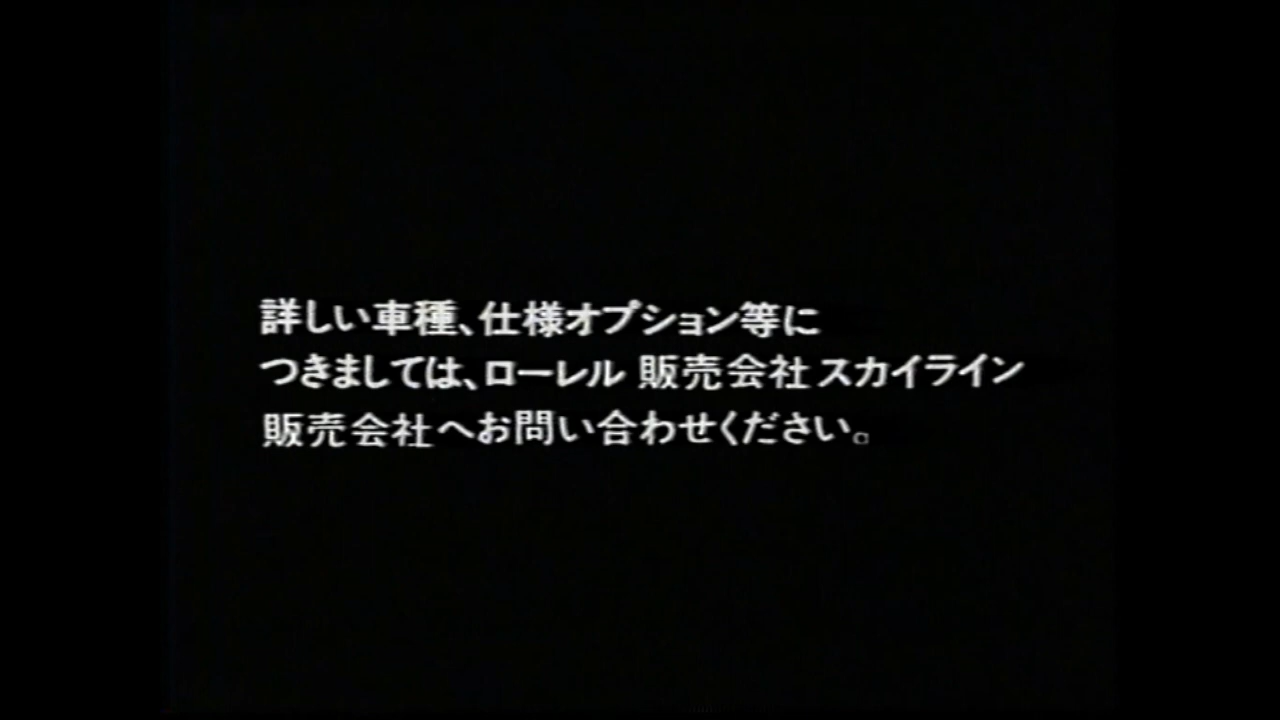 詳しい車種、仕様オプション等に
つきましては、ローレル 販売会社スカイライン
販売会社へお問い合わせください。